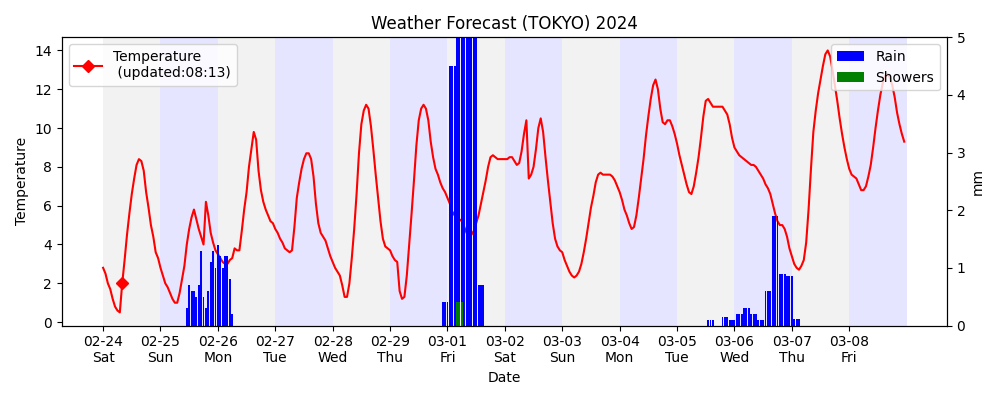 Weather Forecast (TOKYO) 2024
Temperature
(updated:08:13)
Rain
Showers
14
12
10
8
6
4
2
0
Temperature
5
4
3
2
1
0
mm
02-24 02-25 02-26 02-27 02-28 02-29 03-01 03-02 03-03 03-04 03-05 03-06 03-07 03-08
Sat Sun Mon Tue Wed Thu Fri Sat Sun Mon Tue Wed Thu Fri
Date